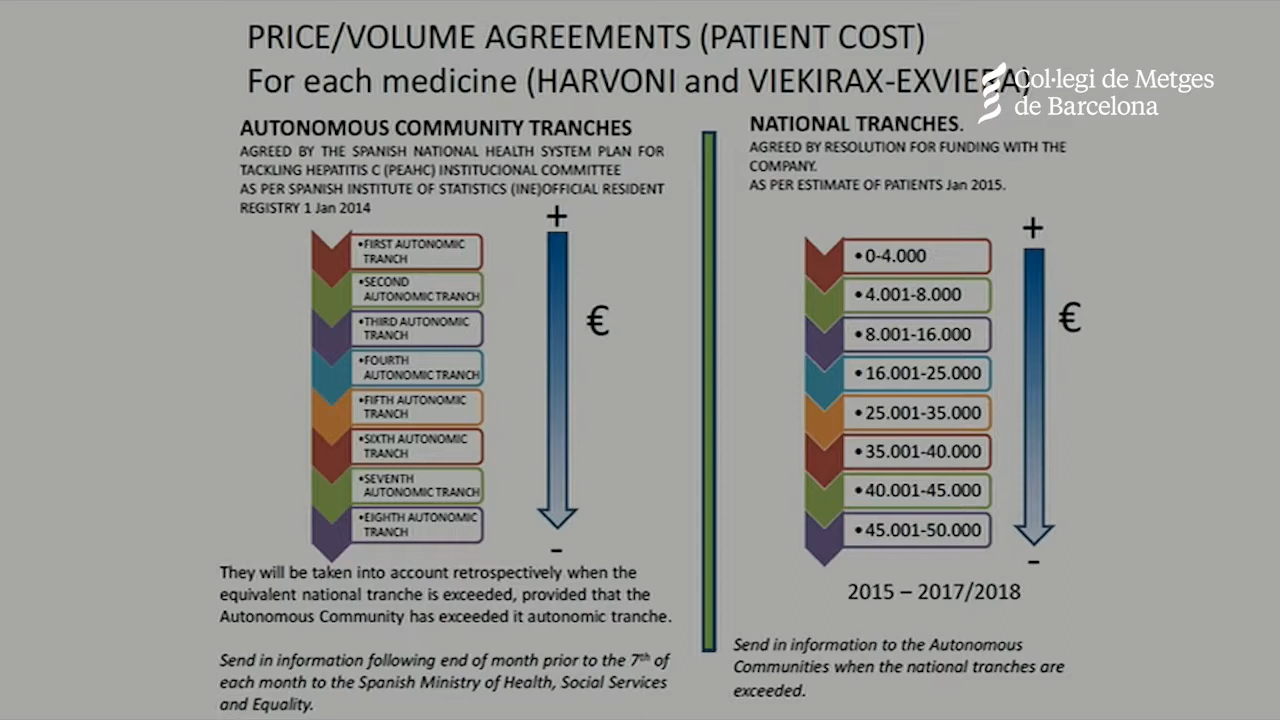 PRICE/VOLUME AGREEMENTS (PATIENT COST)
For each medicine (HARVONI and VIEKIRAX-EXVIERA)
Col·legi de Metges
de Barcelona
AUTONOMOUS COMMUNITY TRANCHES
AGREED BY THE SPANISH NATIONAL HEALTH SYSTEM PLAN FOR
TACKLING HEPATITIS C (PEAHC) INSTITUCIONAL COMMITTEE
AS PER SPANISH INSTITUTE OF STATISTICS (INE)OFFICIAL RESIDENT
REGISTRY 1 Jan 2014
+
•FIRST AUTONOMIC
TRANCH
•SECOND
AUTONOMIC TRANCH
•THIRD AUTONOMIC
TRANCH
•FOURTH
AUTONOMIC TRANCH
•FIFTH AUTONOMIC
TRANCH
•SIXTH AUTONOMIC
TRANCH
•SEVENTH
AUTONOMIC TRANCH
•EIGHTH AUTONOMIC
TRANCH
€
-
They will be taken into account retrospectively when the
equivalent national tranche is exceeded, provided that the
Autonomous Community has exceeded it autonomic tranche.
Send in information following end of month prior to the 7th of
each month to the Spanish Ministry of Health, Social Services
and Equality.
NATIONAL TRANCHES.
AGREED BY RESOLUTION FOR FUNDING WITH THE
COMPANY.
AS PER ESTIMATE OF PATIENTS Jan 2015.
+
• 0-4.000
• 4.001-8.000
• 8.001-16.000
• 16.001-25.000
• 25.001-35.000
• 35.001-40.000
• 40.001-45.000
• 45.001-50.000
€
-
2015 – 2017/2018
Send in information to the Autonomous
Communities when the national tranches are
exceeded.